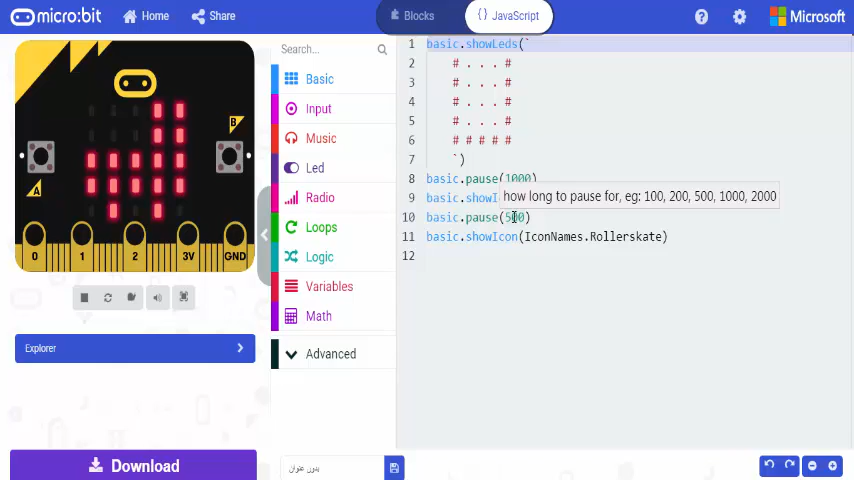 micro:bit Home Share Blocks {} JavaScript Microsoft
Search...
Basic
Input
Music
Led
Radio
Loops
Logic
Variables
Math
Advanced
A
B
0 1 2 3V GND
Explorer
Download
بدون عنوان
1 basic.showLeds(`
2 # . . . #
3 # . . . #
4 # . . . #
5 # . . . #
6 # # # # #
7 `)
8 basic.pause(1000)
how long to pause for, eg: 100, 200, 500, 1000, 2000
9 basic.showI
10 basic.pause(500)
11 basic.showIcon(IconNames.Rollerskate)
12